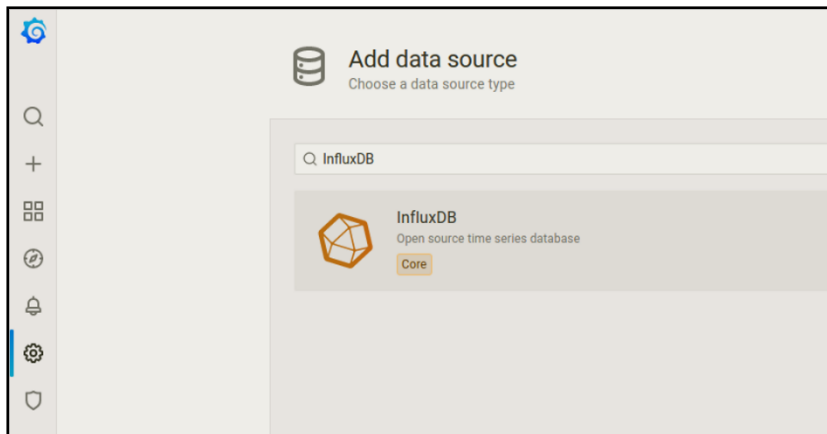 Add data source
Choose a data source type
InfluxDB
InfluxDB
Open source time series database
Core